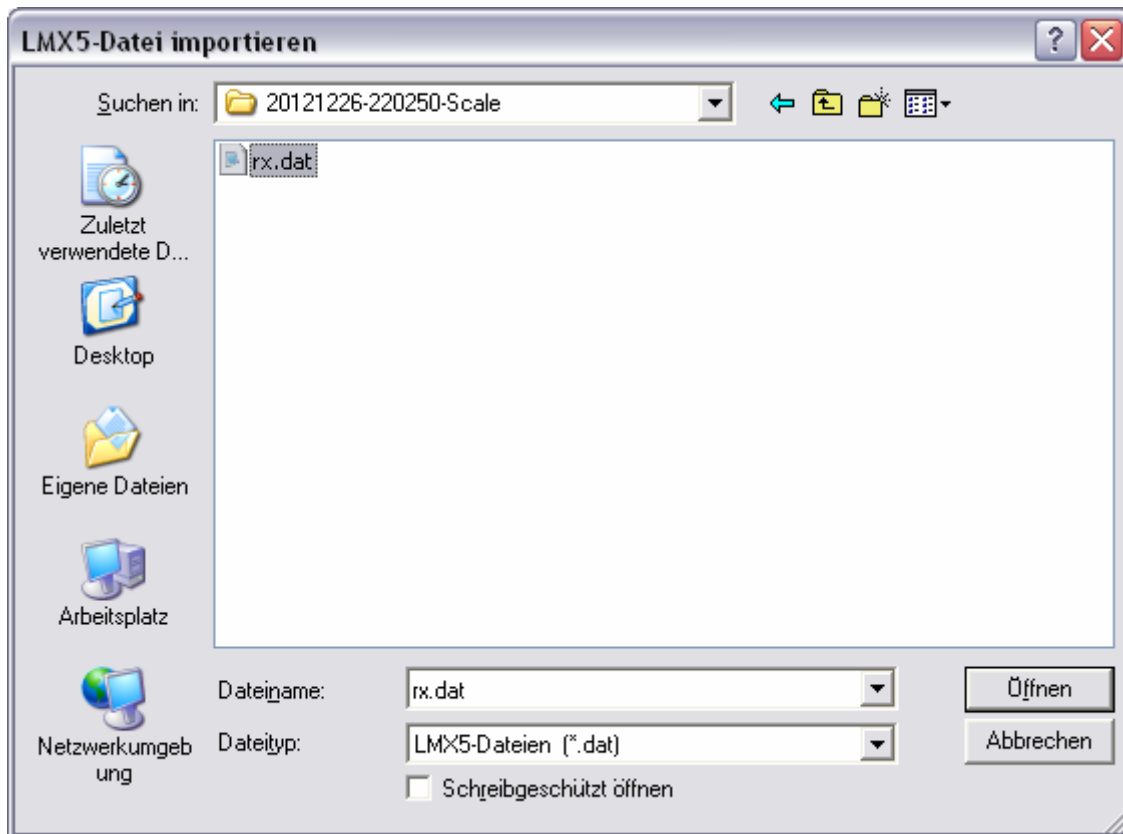 LMX5-Datei importieren
Suchen in:
20121226-220250-Scale
rx.dat
Zuletzt
verwendete D...
Desktop
Eigene Dateien
Arbeitsplatz
Netzwerkumgeb
ung
Dateiname:
rx.dat
Öffnen
Dateityp:
LMX5-Dateien (*.dat)
Abbrechen
Schreibgeschützt öffnen